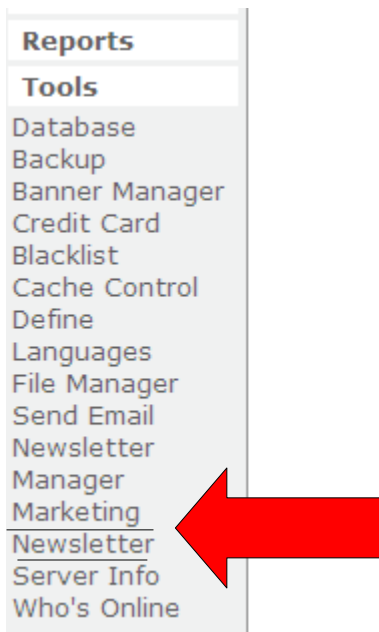 Reports
Tools
Database
Backup
Banner Manager
Credit Card
Blacklist
Cache Control
Define
Languages
File Manager
Send Email
Newsletter
Manager
Marketing
Newsletter
Server Info
Who's Online